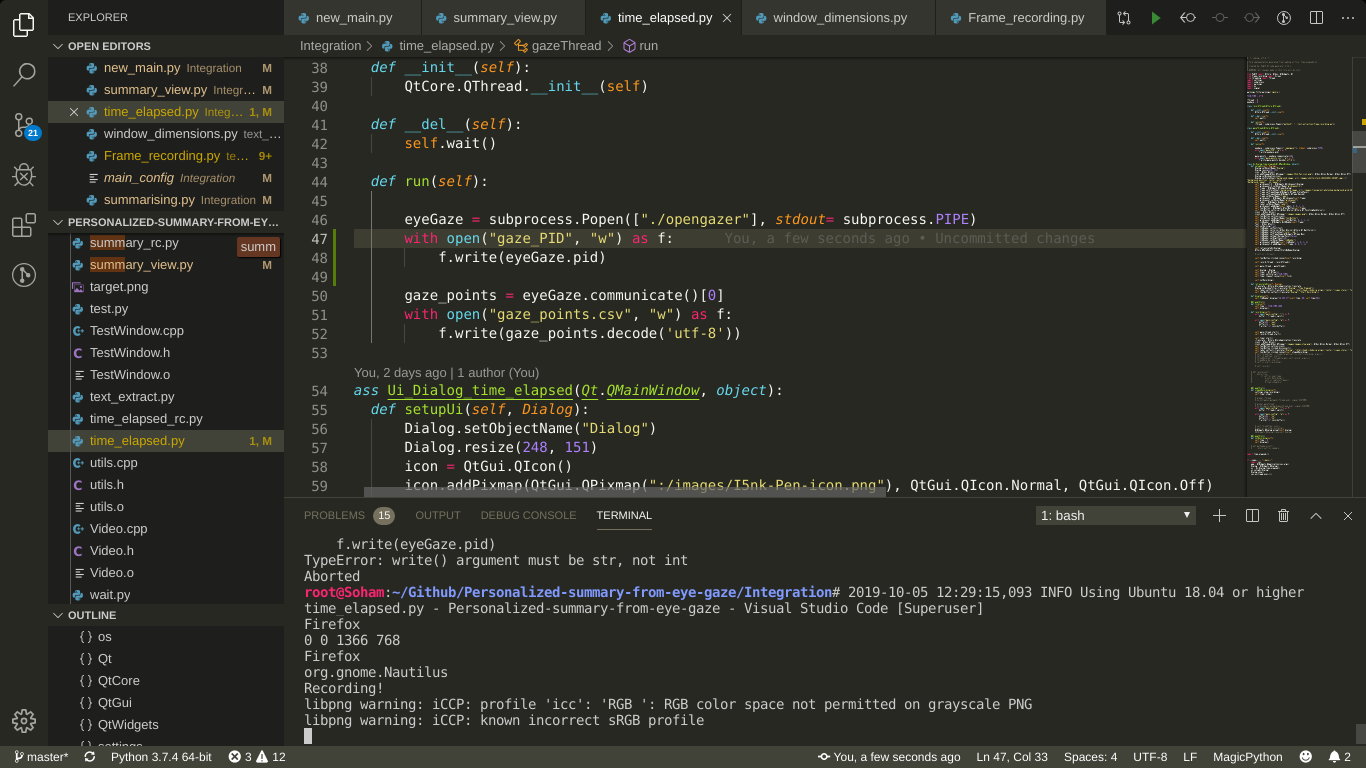 EXPLORER
OPEN EDITORS
new_main.py Integration M
summary_view.py Integr... M
time_elapsed.py Integ... 1, M
window_dimensions.py text_...
Frame_recording.py te... 9+
main_config Integration M
summarising.py Integration M
21
PERSONALIZED-SUMMARY-FROM-EY...
summary_rc.py
summ
summary_view.py M
target.png
test.py
TestWindow.cpp
TestWindow.h
TestWindow.o
text_extract.py
time_elapsed_rc.py
time_elapsed.py 1, M
utils.cpp
utils.h
utils.o
Video.cpp
Video.h
Video.o
wait.py
OUTLINE
{ } os
{ } Qt
{ } QtCore
{ } QtGui
{ } QtWidgets
{ } settings
new_main.py summary_view.py time_elapsed.py window_dimensions.py Frame_recording.py
Integration > time_elapsed.py > gazeThread > run
38 def __init__(self):
39 QtCore.QThread.__init__(self)
40
41 def __del__(self):
42 self.wait()
43
44 def run(self):
45
46 eyeGaze = subprocess.Popen(["./opengazer"], stdout= subprocess.PIPE)
47 with open("gaze_PID", "w") as f: You, a few seconds ago • Uncommitted changes
48 f.write(eyeGaze.pid)
49
50 gaze_points = eyeGaze.communicate()[0]
51 with open("gaze_points.csv", "w") as f:
52 f.write(gaze_points.decode('utf-8'))
53
You, 2 days ago | 1 author (You)
54 ass Ui_Dialog_time_elapsed(Qt.QMainWindow, object):
55 def setupUi(self, Dialog):
56 Dialog.setObjectName("Dialog")
57 Dialog.resize(248, 151)
58 icon = QtGui.QIcon()
59 icon.addPixmap(QtGui.QPixmap(":/images/I5nk-Pen-icon.png"), QtGui.QIcon.Normal, QtGui.QIcon.Off)
PROBLEMS 15 OUTPUT DEBUG CONSOLE TERMINAL 1: bash
f.write(eyeGaze.pid)
TypeError: write() argument must be str, not int
Aborted
root@Soham:~/Github/Personalized-summary-from-eye-gaze/Integration# 2019-10-05 12:29:15,093 INFO Using Ubuntu 18.04 or higher
time_elapsed.py - Personalized-summary-from-eye-gaze - Visual Studio Code [Superuser]
Firefox
0 0 1366 768
Firefox
org.gnome.Nautilus
Recording!
libpng warning: iCCP: profile 'icc': 'RGB ': RGB color space not permitted on grayscale PNG
libpng warning: iCCP: known incorrect sRGB profile
master* Python 3.7.4 64-bit 3 12 You, a few seconds ago Ln 47, Col 33 Spaces: 4 UTF-8 LF MagicPython 2